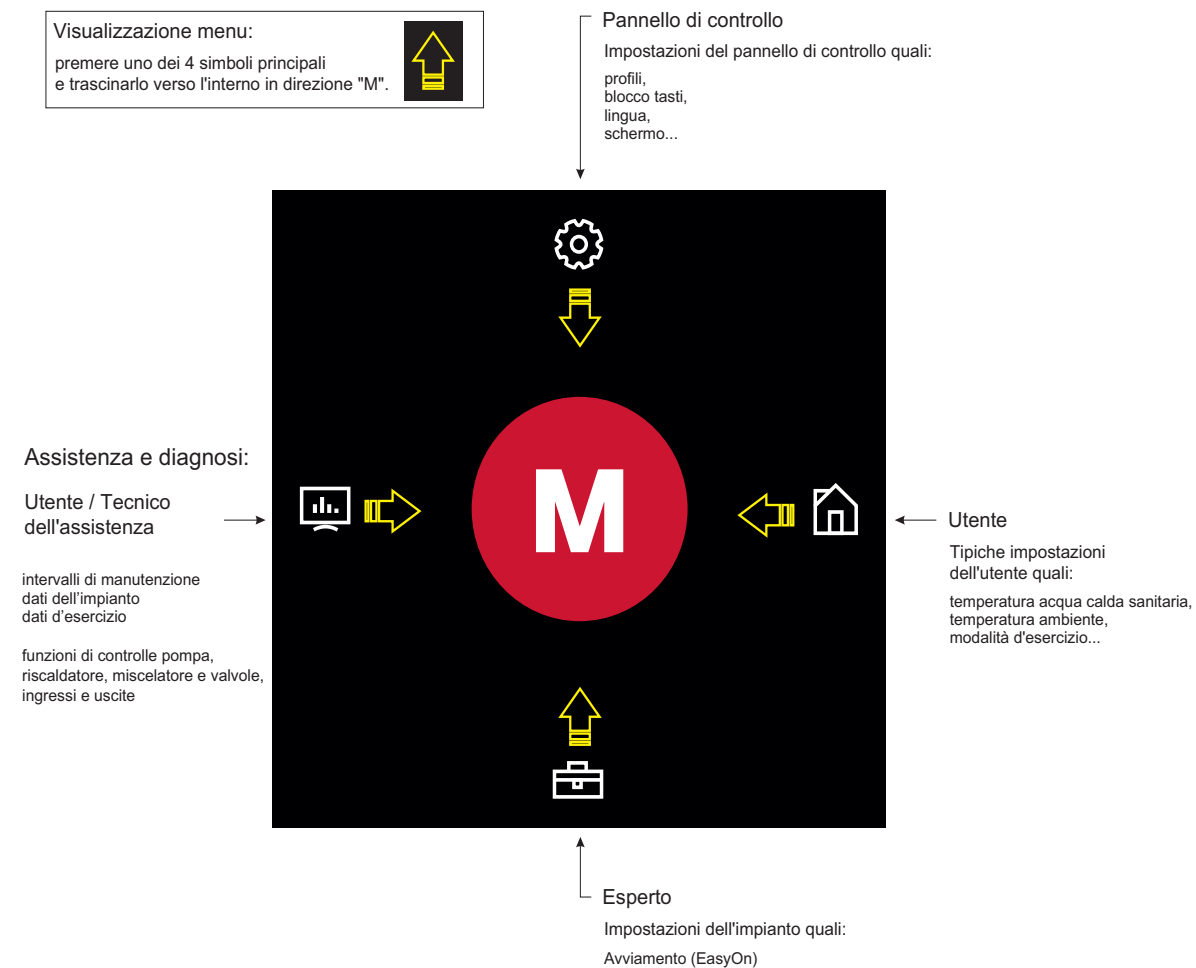 Visualizzazione menu:
premere uno dei 4 simboli principali
e trascinarlo verso l'interno in direzione "M".
Pannello di controllo
Impostazioni del pannello di controllo quali:
profili,
blocco tasti,
lingua,
schermo...
Assistenza e diagnosi:
Utente / Tecnico
dell'assistenza
intervalli di manutenzione
dati dell’impianto
dati d’esercizio
funzioni di controlle pompa,
riscaldatore, miscelatore e valvole,
ingressi e uscite
M
Utente
Tipiche impostazioni
dell'utente quali:
temperatura acqua calda sanitaria,
temperatura ambiente,
modalità d'esercizio...
Esperto
Impostazioni dell'impianto quali:
Avviamento (EasyOn)